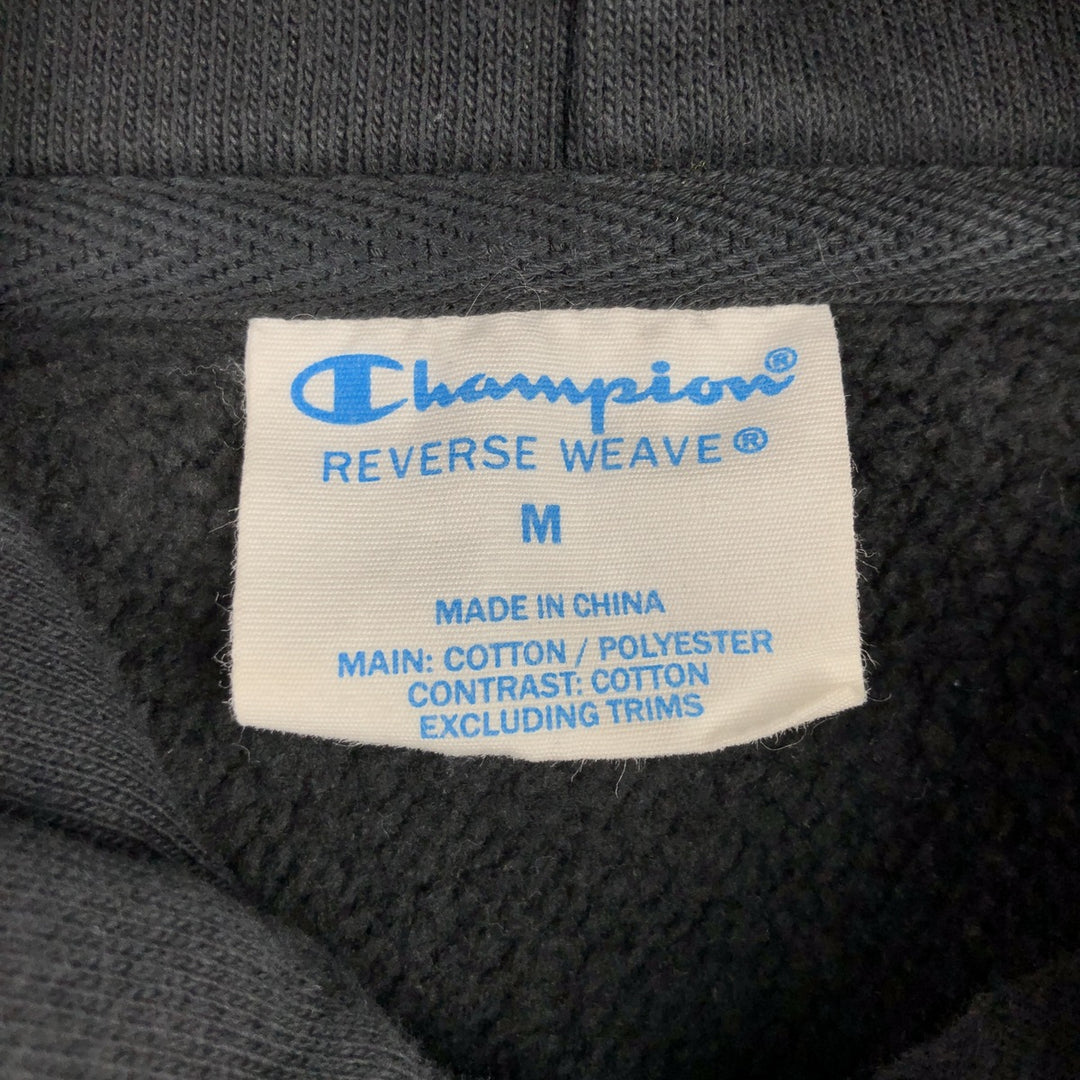 Champion®
REVERSE WEAVE®
M
MADE IN CHINA
MAIN: COTTON / POLYESTER
CONTRAST: COTTON
EXCLUDING TRIMS